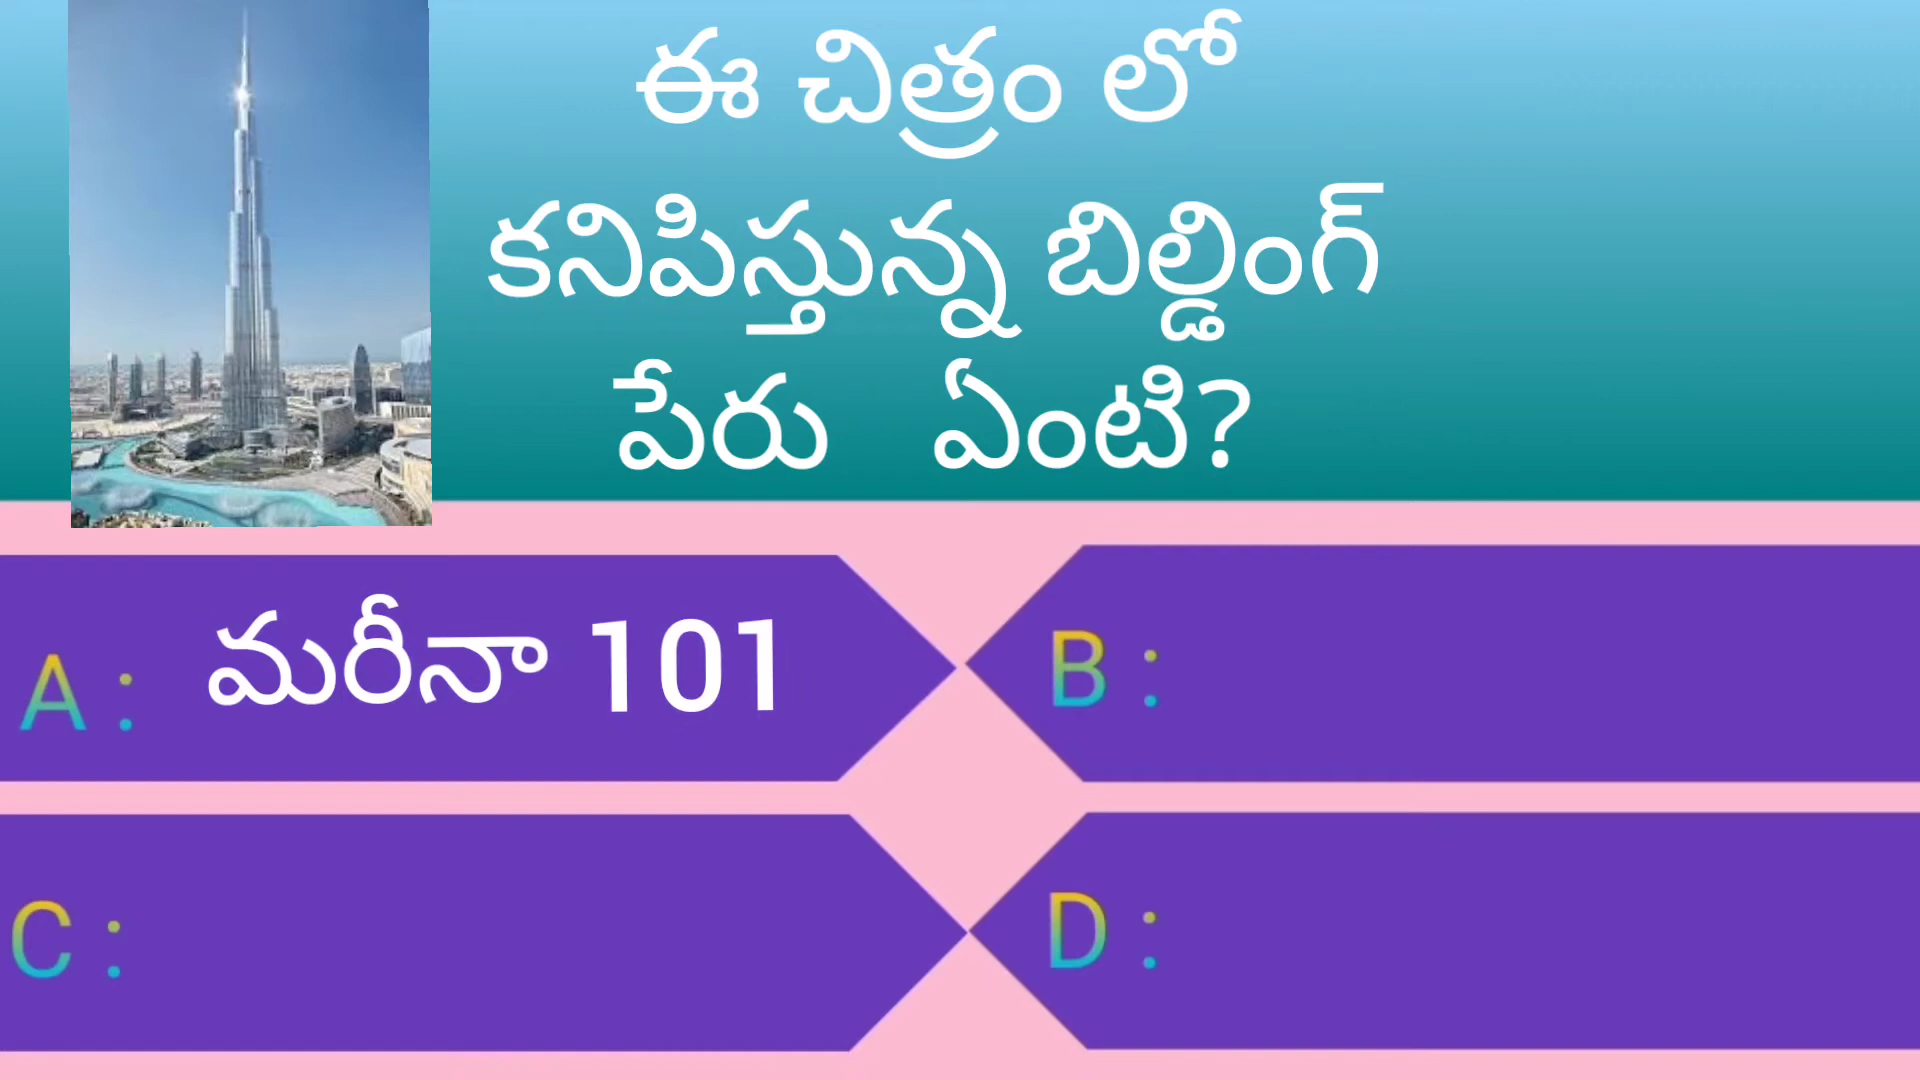 ఈ చిత్రం లో
కనిపిస్తున్న బిల్డింగ్
పేరు ఏంటి?
A : మరీనా 101
B :
C :
D :